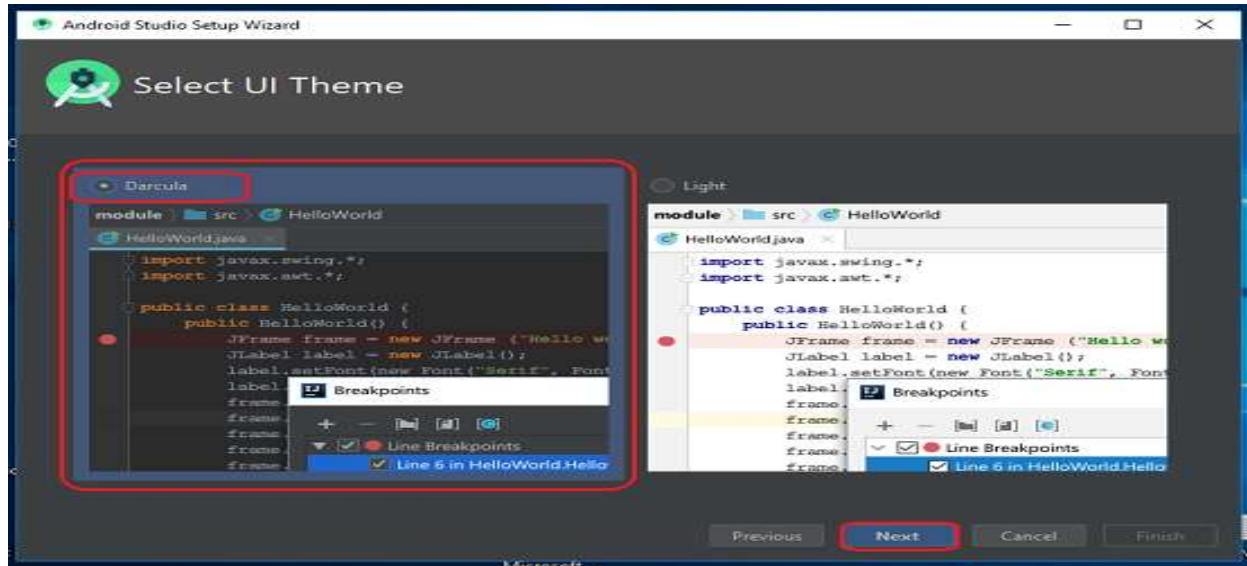 Android Studio Setup Wizard
Select UI Theme
Darcula
module src HelloWorld
HelloWorld.java
import javax.swing.*;
import javax.awt.*;
public class HelloWorld {
public HelloWorld() {
JFrame frame = new JFrame ("Hello w
JLabel label = new JLabel();
label.setFont(new Font("Serif", Font
label.
frame.
frame.
frame.
frame.
frame.
Breakpoints
Line Breakpoints
Line 6 in HelloWorld.Hello
Light
module src HelloWorld
HelloWorld.java
import javax.swing.*;
import javax.awt.*;
public class HelloWorld {
public HelloWorld() {
JFrame frame = new JFrame ("Hello w
JLabel label = new JLabel();
label.setFont(new Font("Serif", Font
label.
frame.
frame.
frame.
frame.
frame.
Breakpoints
Line Breakpoints
Line 6 in HelloWorld.Hello
Previous Next Cancel Finish